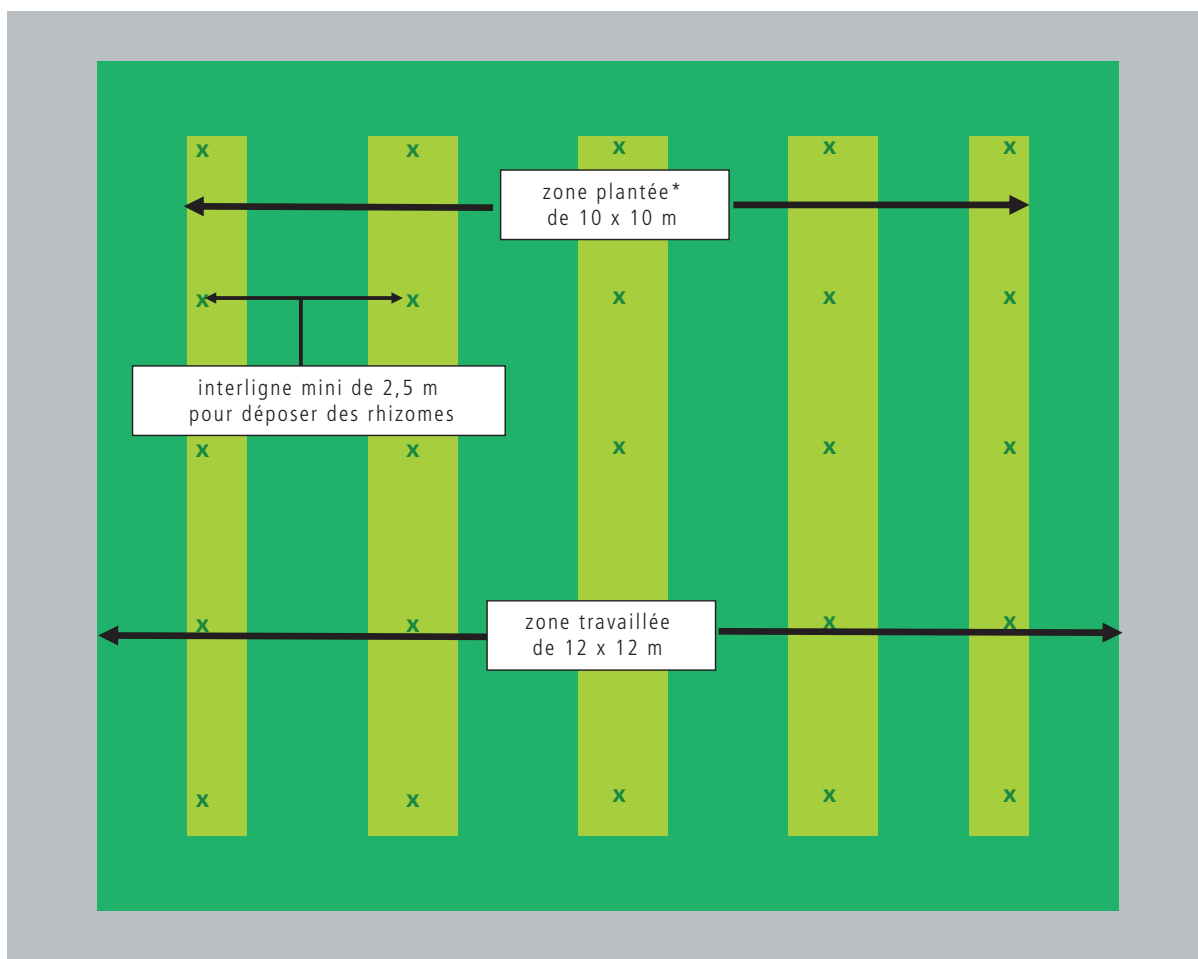 x x x x x
zone plantée*
de 10 x 10 m
x x x x x
interligne mini de 2,5 m
pour déposer des rhizomes
x x x x x
x x x x x
zone travaillée
de 12 x 12 m
x x x x x